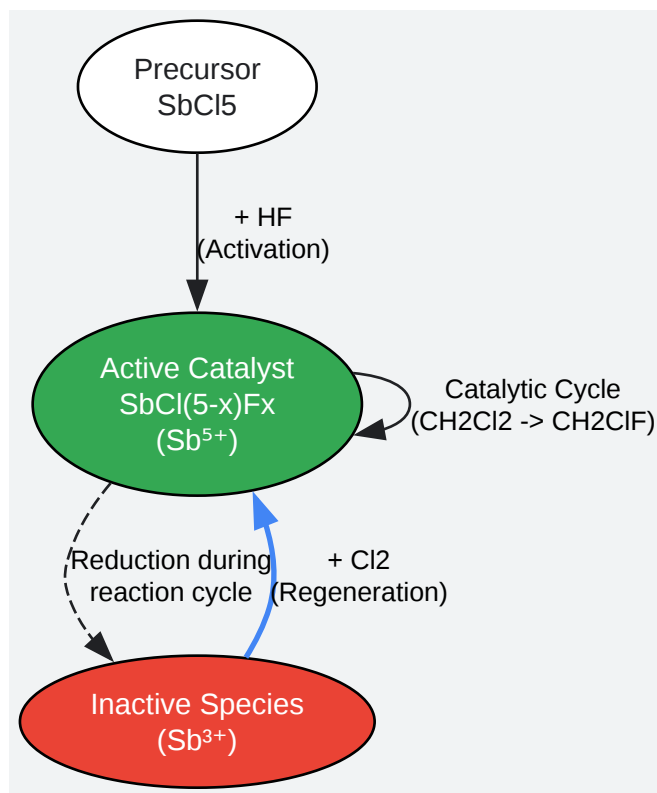 Precursor
SbCl5
+ HF
(Activation)
Active Catalyst
SbCl(5-x)Fx
(Sb⁵⁺)
Catalytic Cycle
(CH2Cl2 -> CH2ClF)
Reduction during
reaction cycle
+ Cl2
(Regeneration)
Inactive Species
(Sb³⁺)